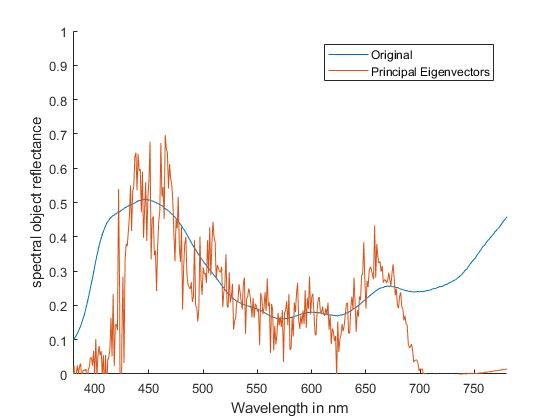 1
0.9
0.8
0.7
0.6
0.5
0.4
0.3
0.2
0.1
0
spectral object reflectance
Original
Principal Eigenvectors
400 450 500 550 600 650 700 750
Wavelength in nm